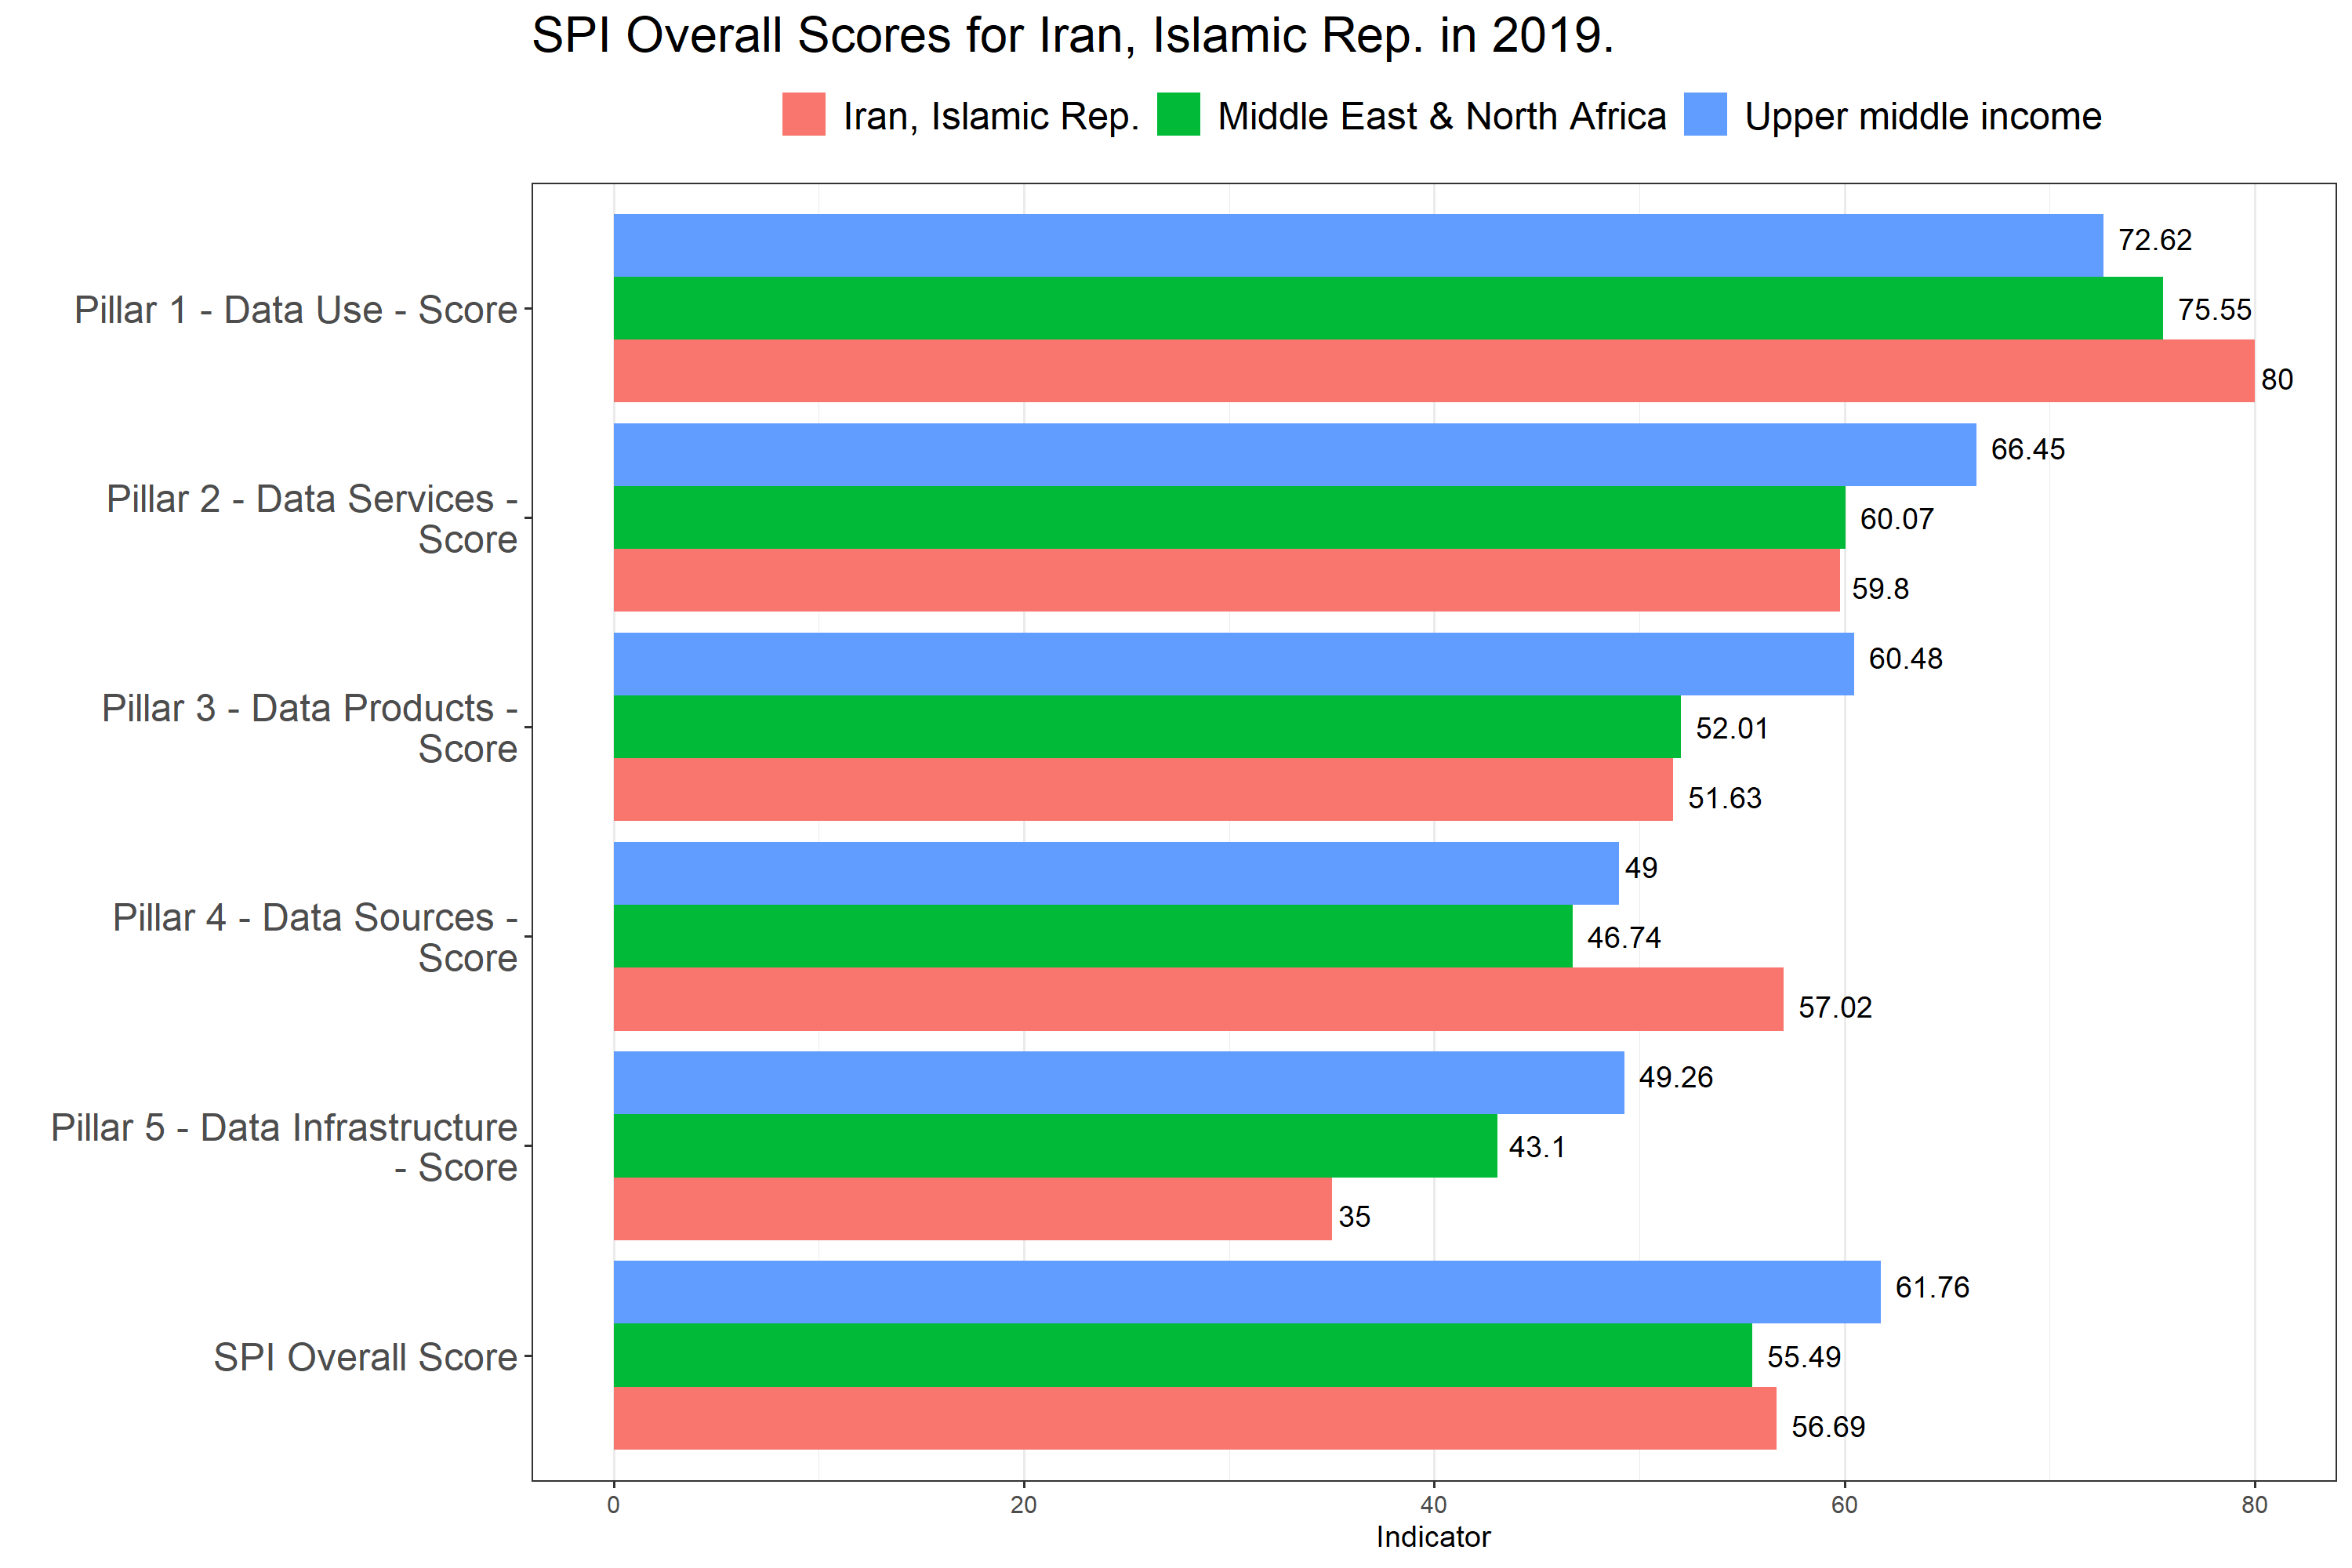 SPI Overall Scores for Iran, Islamic Rep. in 2019.
Iran, Islamic Rep. Middle East & North Africa Upper middle income
Pillar 1 - Data Use - Score
72.62
75.55
80
Pillar 2 - Data Services -
Score
66.45
60.07
59.8
Pillar 3 - Data Products -
Score
60.48
52.01
51.63
Pillar 4 - Data Sources -
Score
49
46.74
57.02
Pillar 5 - Data Infrastructure
- Score
49.26
43.1
35
SPI Overall Score
61.76
55.49
56.69
0 20 40 60 80
Indicator